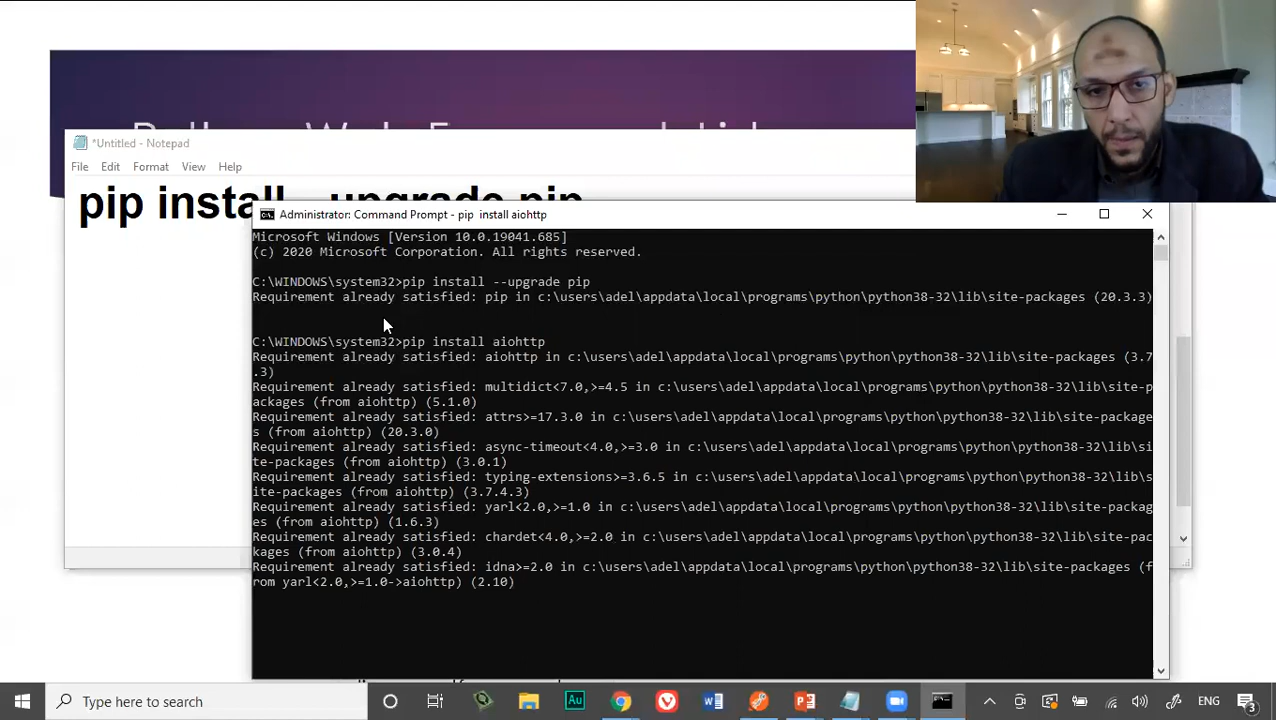 *Untitled - Notepad
File Edit Format View Help
pip install --upgrade pip
Administrator: Command Prompt - pip  install aiohttp
Microsoft Windows [Version 10.0.19041.685]
(c) 2020 Microsoft Corporation. All rights reserved.
C:\WINDOWS\system32>pip install --upgrade pip
Requirement already satisfied: pip in c:\users\adel\appdata\local\programs\python\python38-32\lib\site-packages (20.3.3)
C:\WINDOWS\system32>pip install aiohttp
Requirement already satisfied: aiohttp in c:\users\adel\appdata\local\programs\python\python38-32\lib\site-packages (3.7
.3)
Requirement already satisfied: multidict<7.0,>=4.5 in c:\users\adel\appdata\local\programs\python\python38-32\lib\site-p
ackages (from aiohttp) (5.1.0)
Requirement already satisfied: attrs>=17.3.0 in c:\users\adel\appdata\local\programs\python\python38-32\lib\site-package
s (from aiohttp) (20.3.0)
Requirement already satisfied: async-timeout<4.0,>=3.0 in c:\users\adel\appdata\local\programs\python\python38-32\lib\si
te-packages (from aiohttp) (3.0.1)
Requirement already satisfied: typing-extensions>=3.6.5 in c:\users\adel\appdata\local\programs\python\python38-32\lib\s
ite-packages (from aiohttp) (3.7.4.3)
Requirement already satisfied: yarl<2.0,>=1.0 in c:\users\adel\appdata\local\programs\python\python38-32\lib\site-packag
es (from aiohttp) (1.6.3)
Requirement already satisfied: chardet<4.0,>=2.0 in c:\users\adel\appdata\local\programs\python\python38-32\lib\site-pac
kages (from aiohttp) (3.0.4)
Requirement already satisfied: idna>=2.0 in c:\users\adel\appdata\local\programs\python\python38-32\lib\site-packages (f
rom yarl<2.0,>=1.0->aiohttp) (2.10)
Type here to search
Au
ENG
3